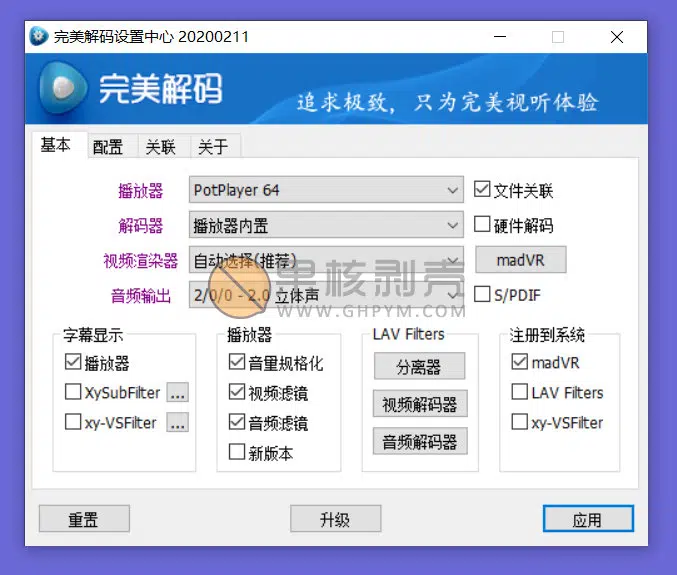 完美解码设置中心 20200211
完美解码
追求极致，只为完美视听体验
基本 配置 关联 关于
播放器 PotPlayer 64 文件关联
解码器 播放器内置 硬件解码
视频渲染器 自动选择(推荐) madVR
音频输出 2/0/0 - 2.0 立体声 S/PDIF
果核剥壳
WWW.GHPYM.COM
字幕显示 播放器 LAV Filters 注册到系统
播放器 音量规格化 分离器 madVR
XySubFilter ... 视频滤镜 视频解码器 LAV Filters
xy-VSFilter ... 音频滤镜 音频解码器 xy-VSFilter
新版本
重置 升级 应用